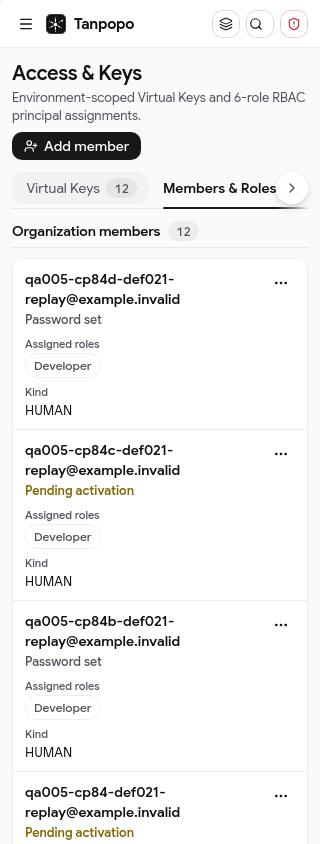 Tanpopo
Access & Keys
Environment-scoped Virtual Keys and 6-role RBAC
principal assignments.
Add member
Virtual Keys 12
Members & Roles
Organization members 12
qa005-cp84d-def021-
replay@example.invalid
Password set
Assigned roles
Developer
Kind
HUMAN
qa005-cp84c-def021-
replay@example.invalid
Pending activation
Assigned roles
Developer
Kind
HUMAN
qa005-cp84b-def021-
replay@example.invalid
Password set
Assigned roles
Developer
Kind
HUMAN
qa005-cp84-def021-
replay@example.invalid
Pending activation